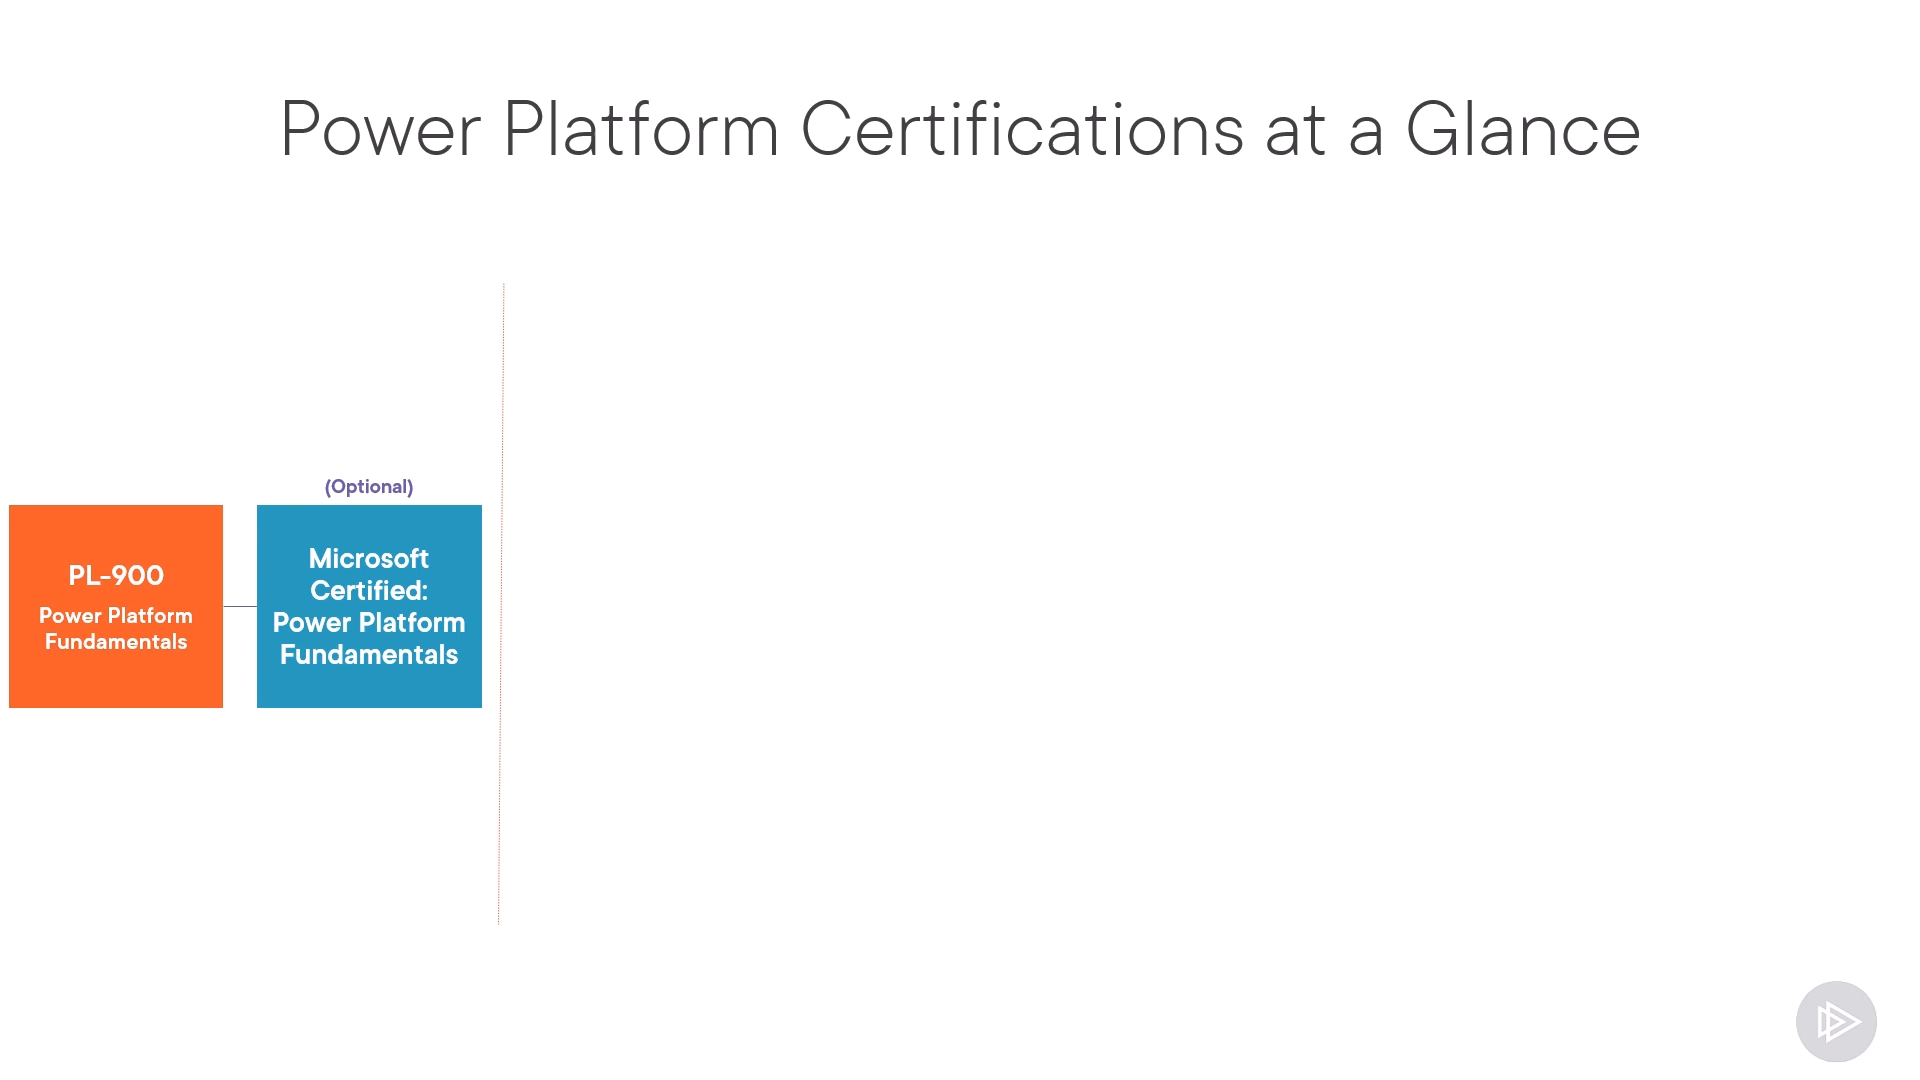 Power Platform Certifications at a Glance
(Optional)
PL-900
Power Platform
Fundamentals
Microsoft
Certified:
Power Platform
Fundamentals